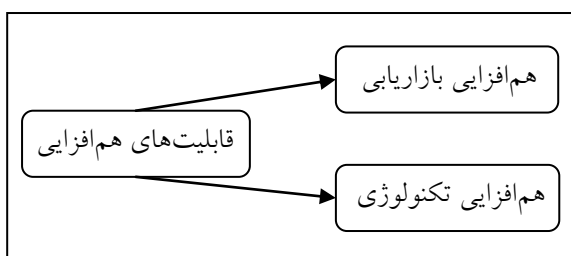 هم‌افزایی بازاریابی
قابلیت‌های هم‌افزایی
هم‌افزایی تکنولوژی